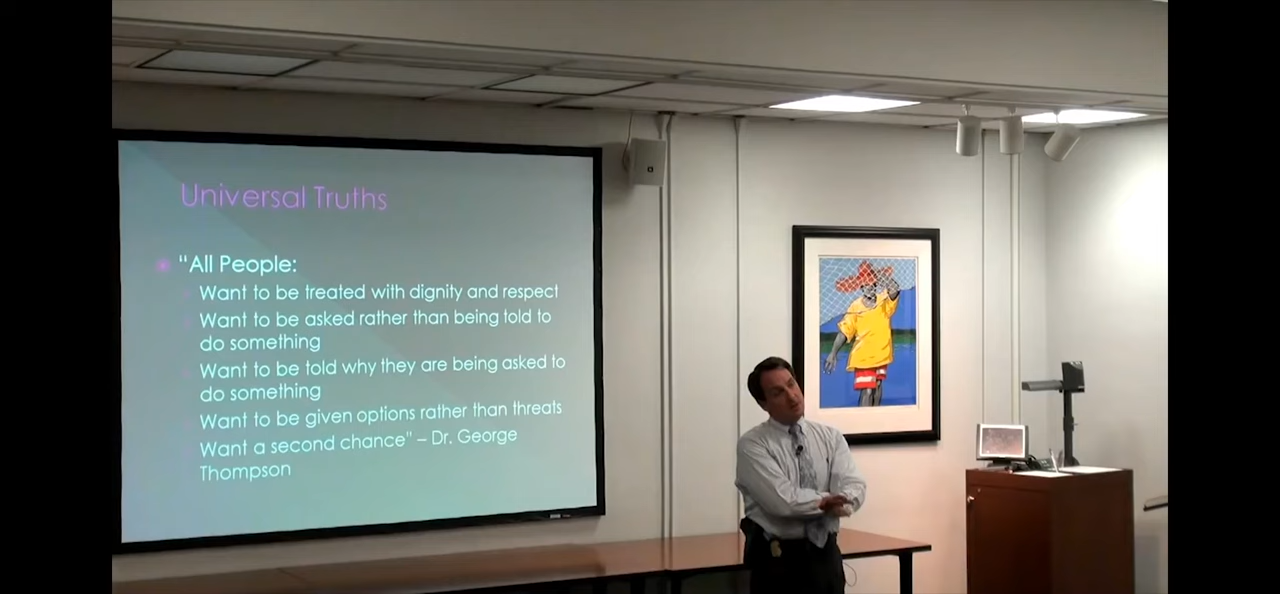 Universal Truths
“All People:
Want to be treated with dignity and respect
Want to be asked rather than being told to
do something
Want to be told why they are being asked to
do something
Want to be given options rather than threats
Want a second chance” – Dr. George
Thompson